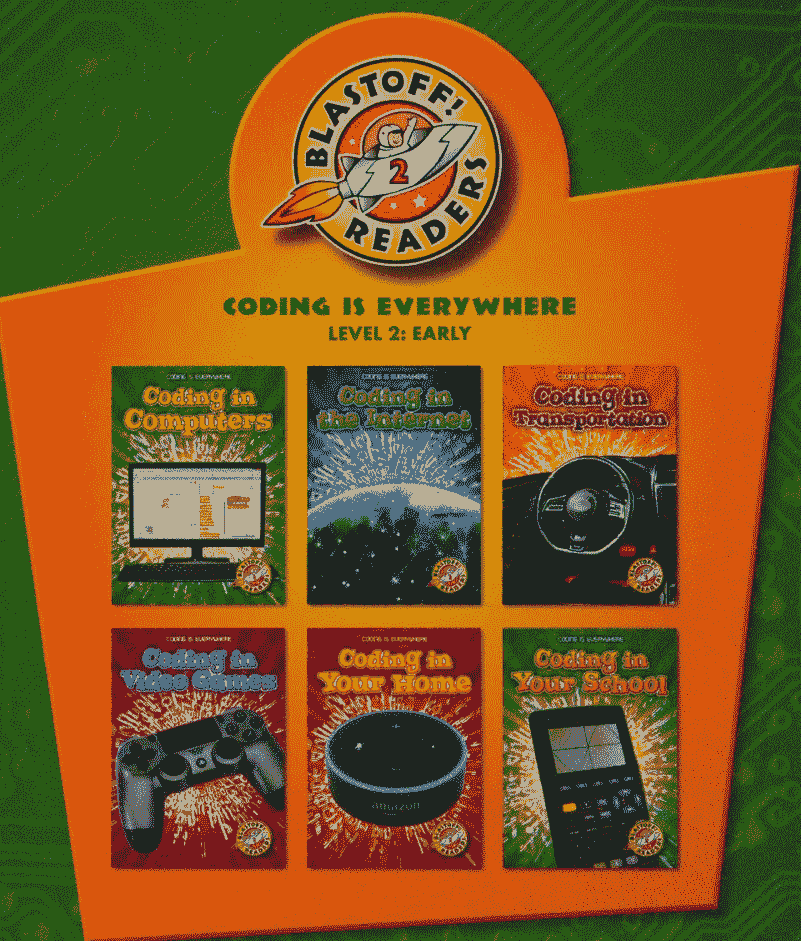 BLASTOFF!
2
READERS
CODING IS EVERYWHERE
LEVEL 2: EARLY
CODING IS EVERYWHERE
Coding in
Computers
CODING IS EVERYWHERE
Coding in
the Internet
CODING IS EVERYWHERE
Coding in
Transportation
CODING IS EVERYWHERE
Coding in
Video Games
CODING IS EVERYWHERE
Coding in
Your Home
amazon
CODING IS EVERYWHERE
Coding in
Your School